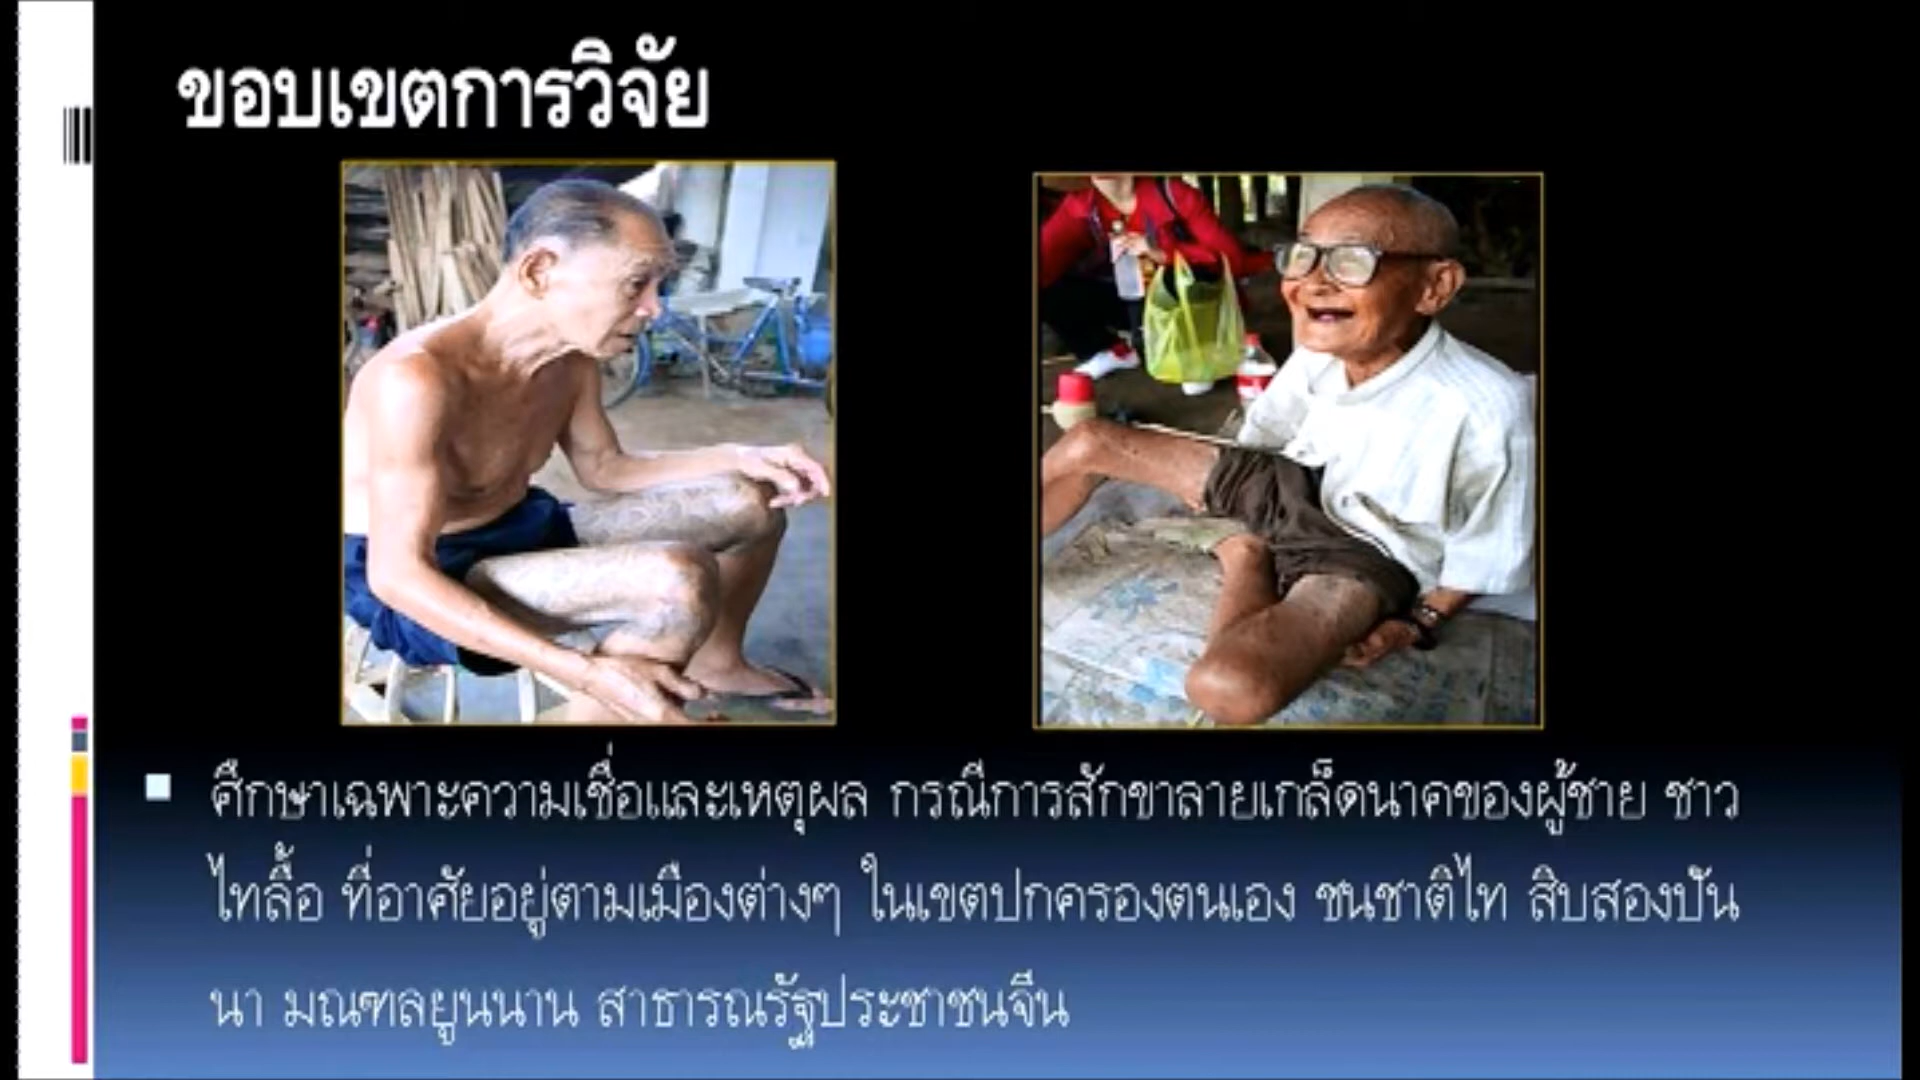 ขอบเขตการวิจัย
ศึกษาเฉพาะความเชื่อและเหตุผล กรณีการสักขาลายเกล็ดนาคของผู้ชาย ชาว
ไทลื้อ ที่อาศัยอยู่ตามเมืองต่างๆ ในเขตปกครองตนเอง ชนชาติไท สิบสองปัน
นา มณฑลยูนนาน สาธารณรัฐประชาชนจีน